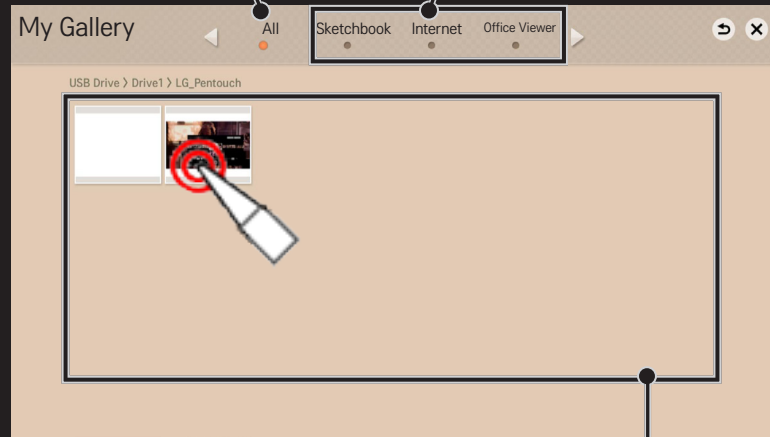 My Gallery
All
Sketchbook
Internet
Office Viewer
USB Drive > Drive1 > LG_Pentouch